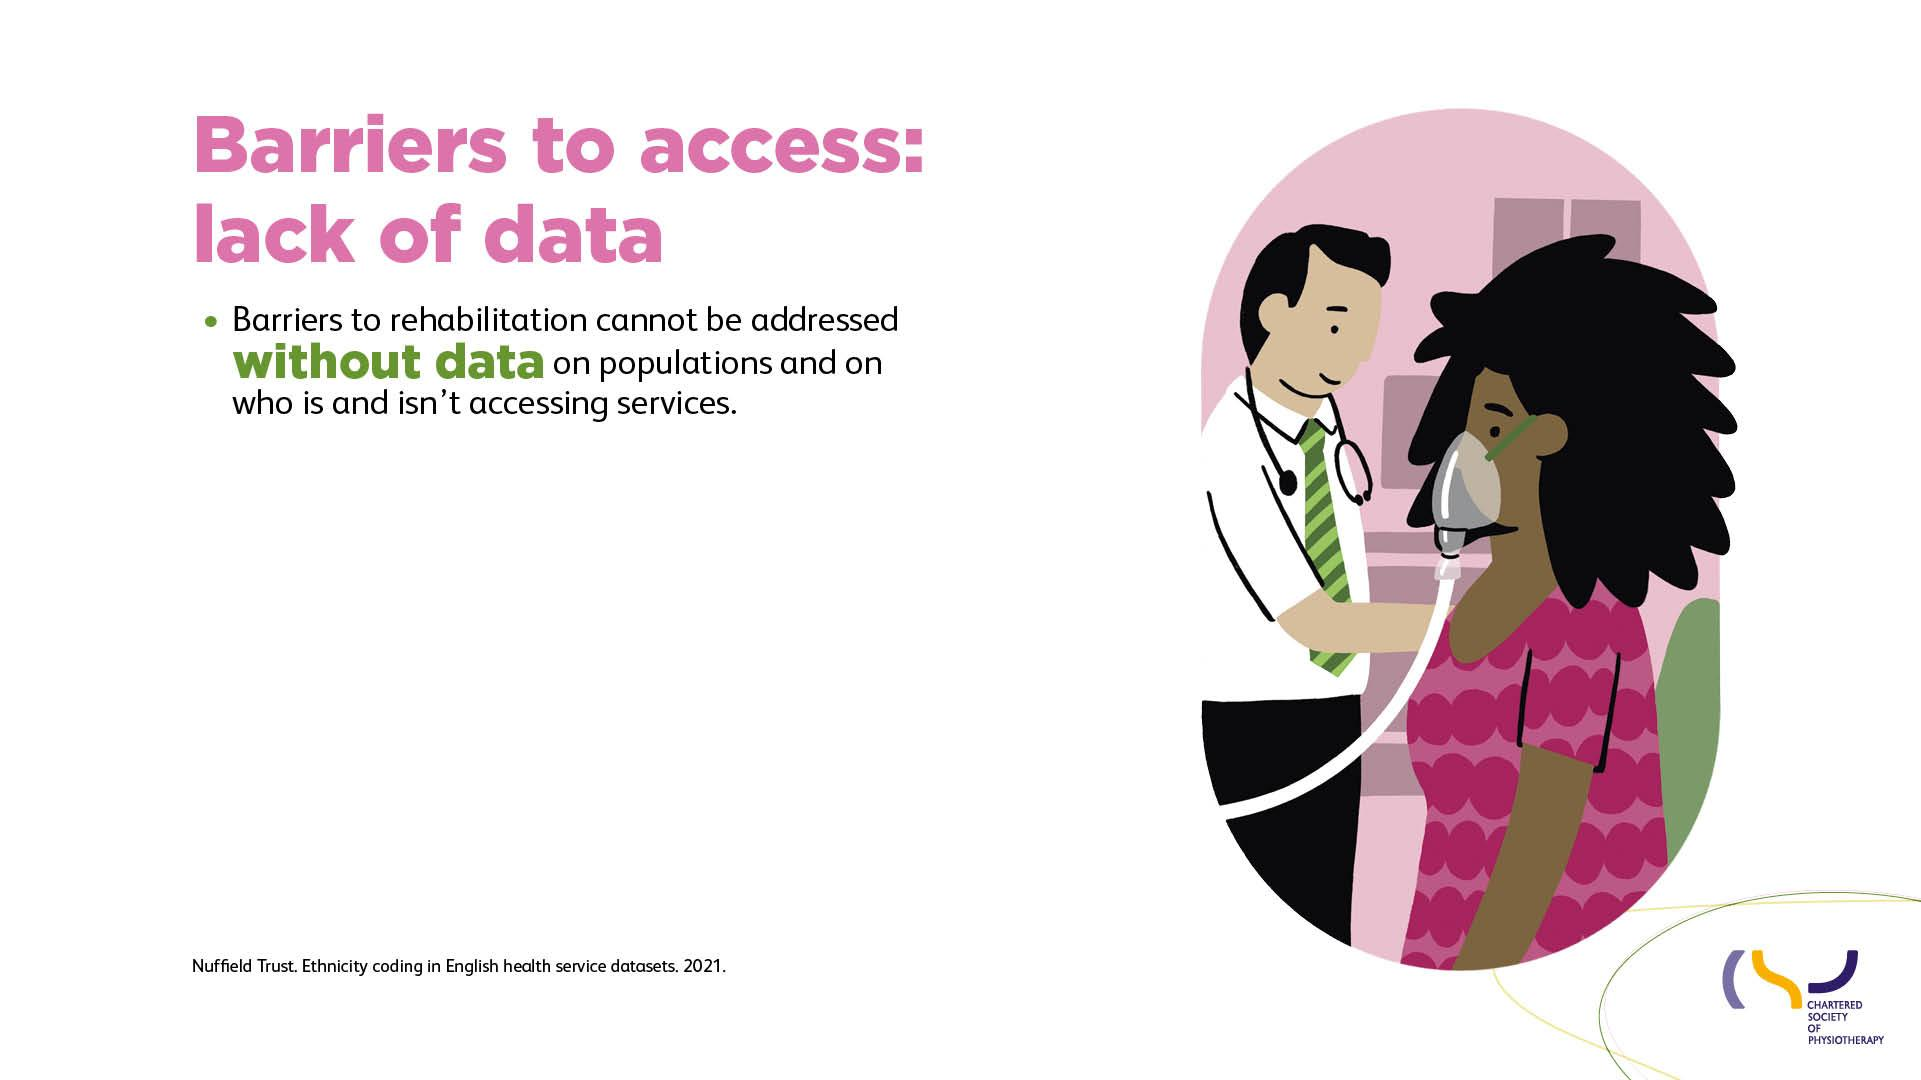 Barriers to access:
lack of data
• Barriers to rehabilitation cannot be addressed
without data on populations and on
who is and isn’t accessing services.
Nuffield Trust. Ethnicity coding in English health service datasets. 2021.
CHARTERED
SOCIETY
OF
PHYSIOTHERAPY